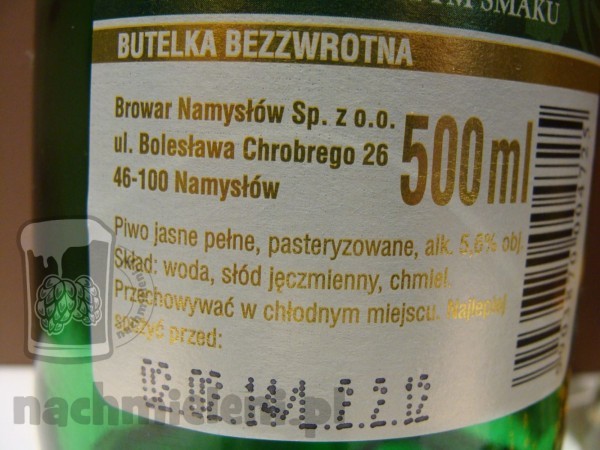 SMAKU
BUTELKA BEZZWROTNA
Browar Namysłów Sp. z o.o.
ul. Bolesława Chrobrego 26
46-100 Namysłów
500 ml
Piwo jasne pełne, pasteryzowane, alk. 5,6% obj.
Skład: woda, słód jęczmienny, chmiel.
Przechowywać w chłodnym miejscu. Najlepiej
spożyć przed:
nachmieleni.pl